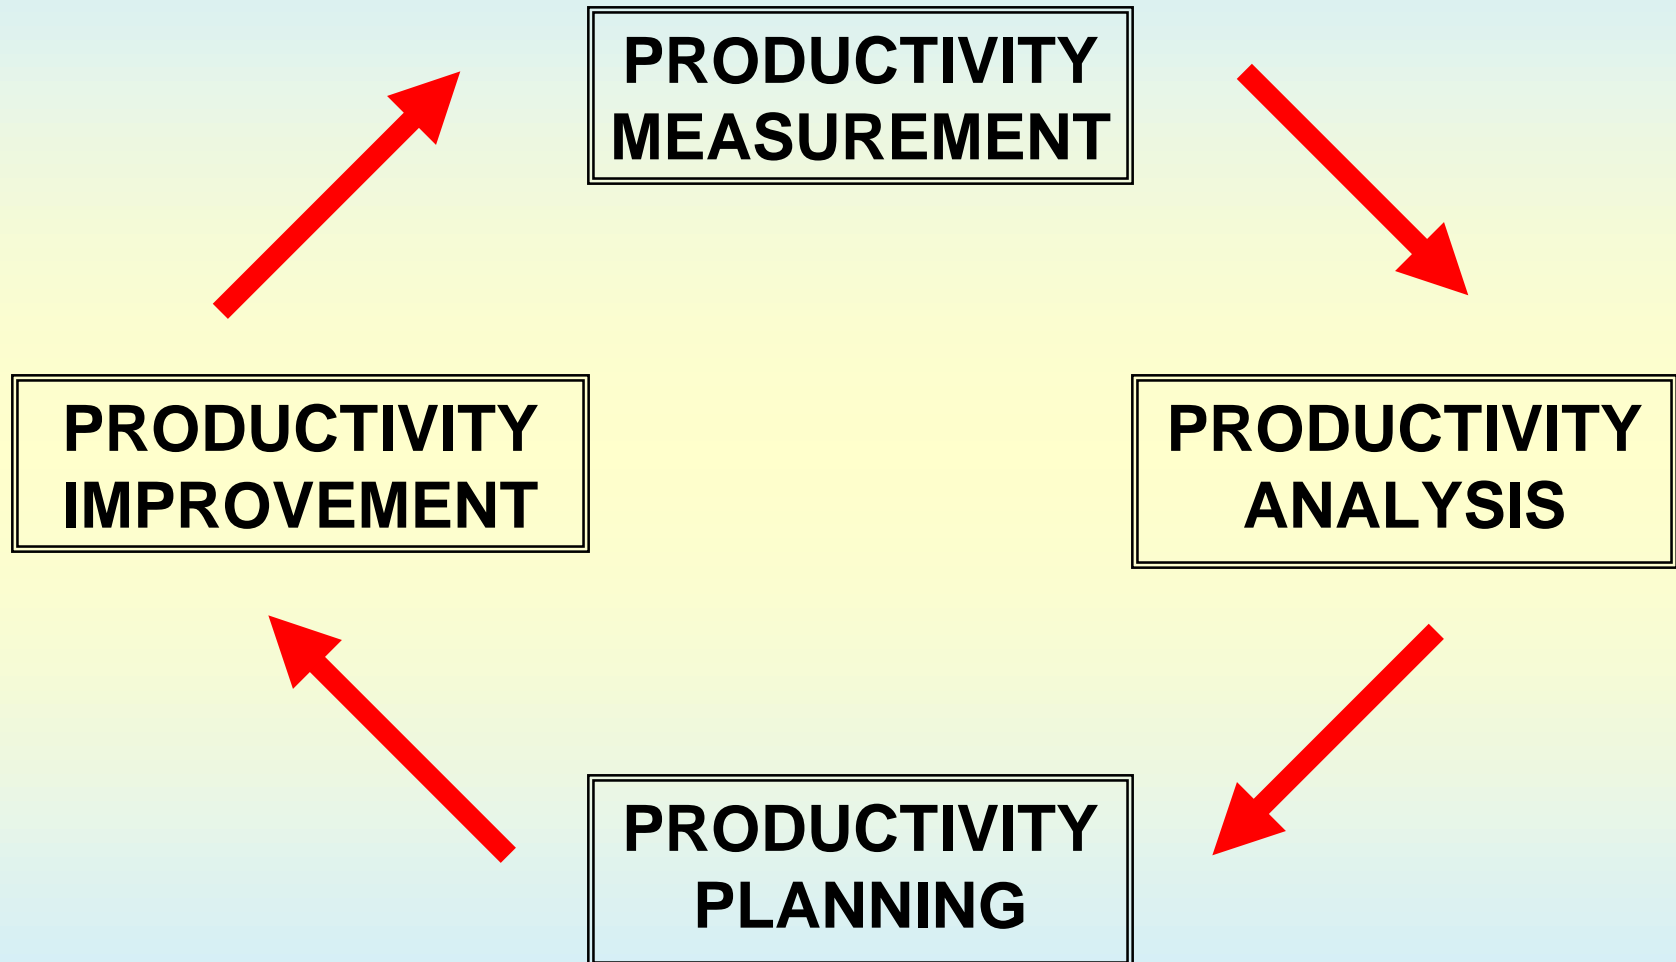 PRODUCTIVITY
MEASUREMENT
PRODUCTIVITY
IMPROVEMENT
PRODUCTIVITY
ANALYSIS
PRODUCTIVITY
PLANNING